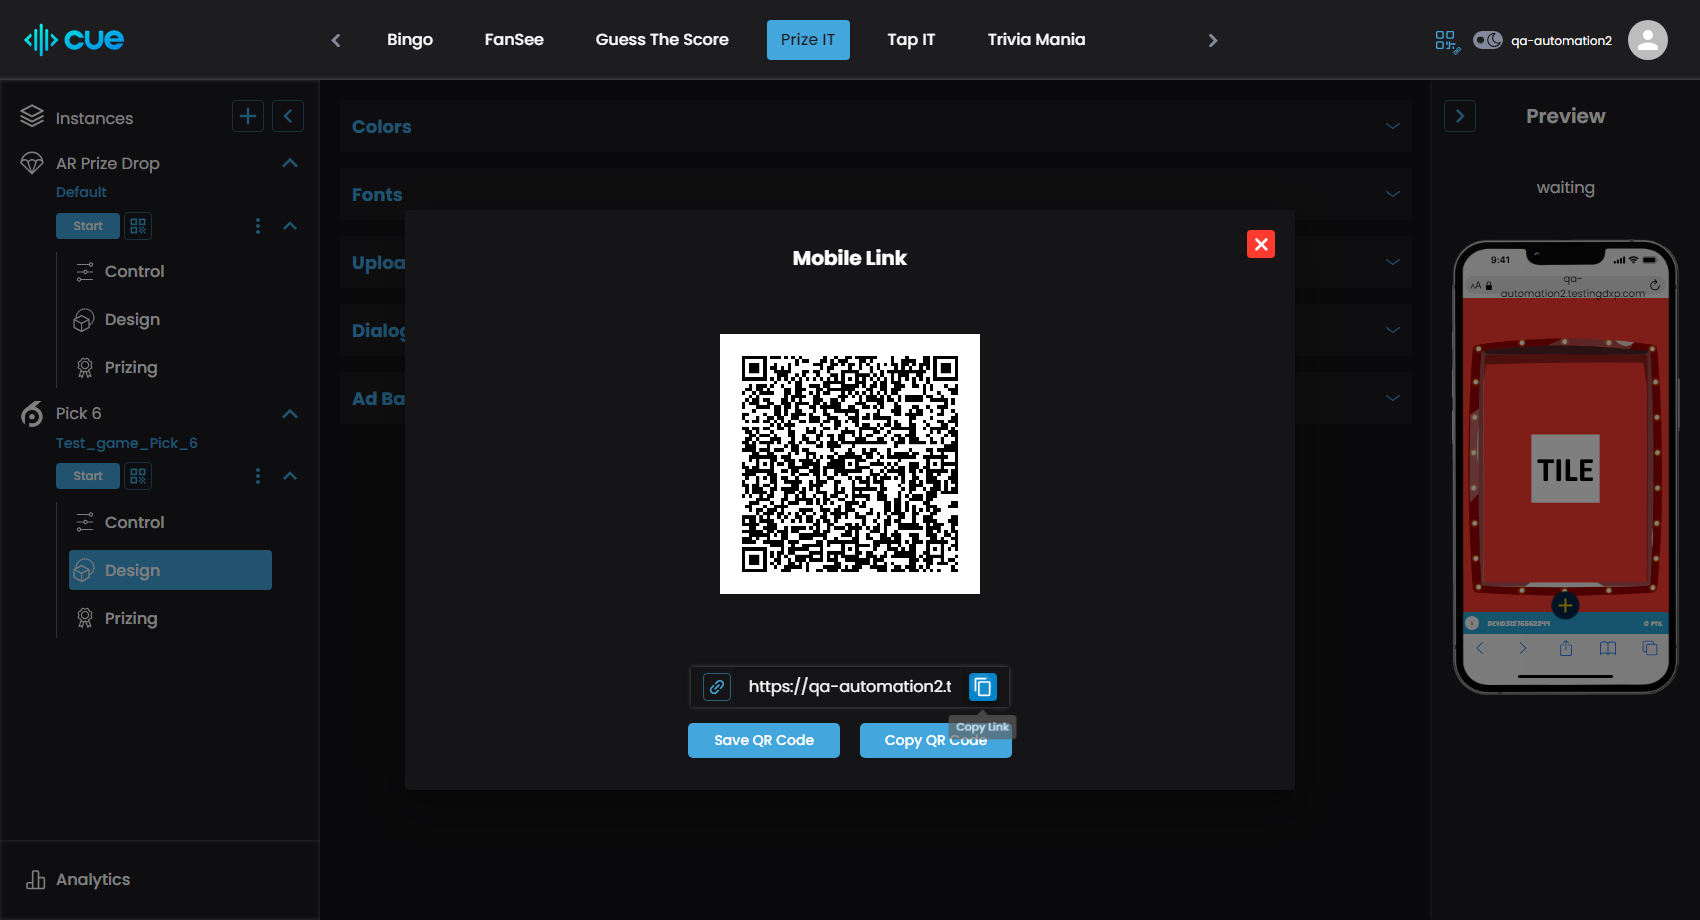 cue
Bingo
FanSee
Guess The Score
Prize IT
Tap IT
Trivia Mania
qa-automation2
Instances
AR Prize Drop
Default
Start
Control
Design
Prizing
Pick 6
Test_game_Pick_6
Start
Control
Design
Prizing
Analytics
Colors
Fonts
Uploa
Dialog
Ad Ba
Mobile Link
https://qa-automation2.t
Copy Link
Save QR Code
Copy QR Code
Preview
waiting
9:41
AA
qa-
automation2.testingdxp.com
TILE
0 PTS.